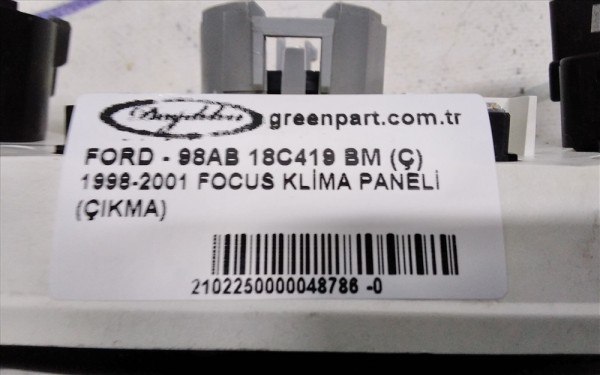 greenpart.com.tr
FORD - 98AB 18C419 BM (Ç)
1998-2001 FOCUS KLİMA PANELİ
(ÇIKMA)
2102250000048786 -0